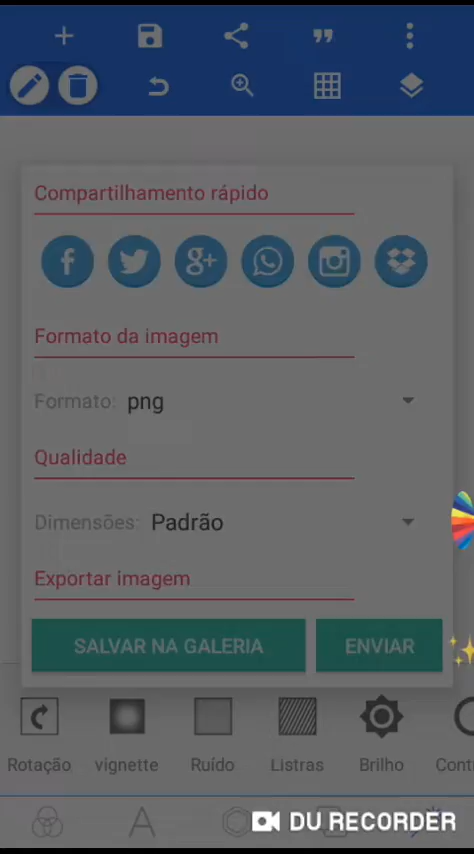 Compartilhamento rápido
Formato da imagem
Formato: png
Qualidade
Dimensões: Padrão
Exportar imagem
SALVAR NA GALERIA ENVIAR
Rotação vignette Ruído Listras Brilho Cont
DU RECORDER